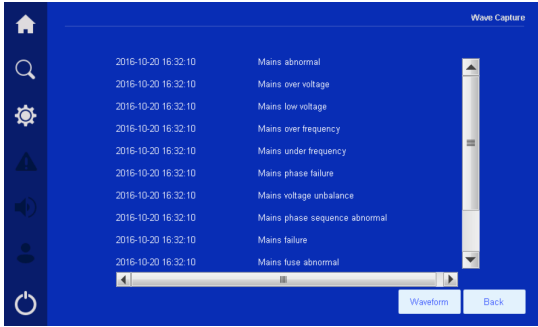 Wave Capture
2016-10-20 16:32:10 Mains abnormal
2016-10-20 16:32:10 Mains over voltage
2016-10-20 16:32:10 Mains low voltage
2016-10-20 16:32:10 Mains over frequency
2016-10-20 16:32:10 Mains under frequency
2016-10-20 16:32:10 Mains phase failure
2016-10-20 16:32:10 Mains voltage unbalance
2016-10-20 16:32:10 Mains phase sequence abnormal
2016-10-20 16:32:10 Mains failure
2016-10-20 16:32:10 Mains fuse abnormal
Waveform Back